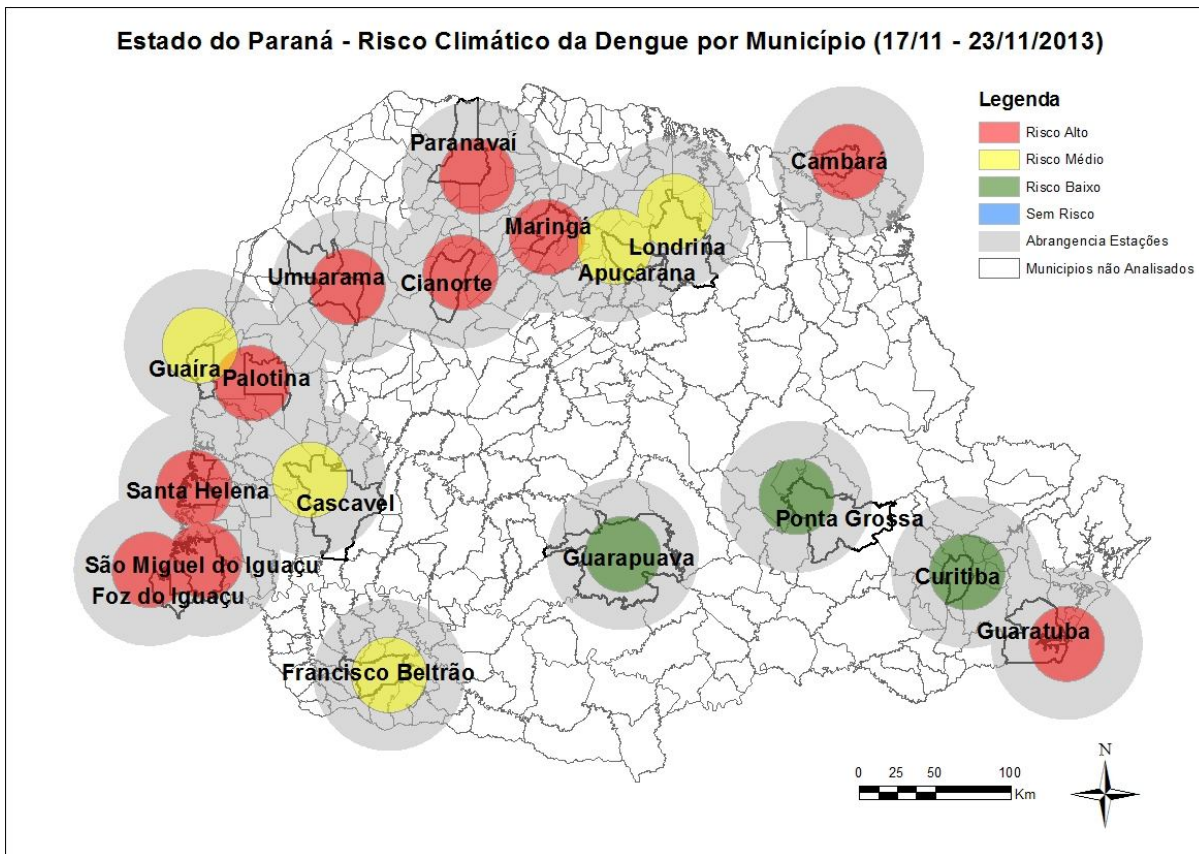 Estado do Paraná - Risco Climático da Dengue por Município (17/11 - 23/11/2013)
Legenda
Risco Alto
Risco Médio
Risco Baixo
Sem Risco
Abrangencia Estações
Municipios não Analisados
Paranavaí
Cambará
Maringá
Londrina
Apucarana
Umuarama
Cianorte
Guaíra
Palotina
Santa Helena
Cascavel
São Miguel do Iguaçu
Foz do Iguaçu
Guarapuava
Ponta Grossa
Curitiba
Guaratuba
Francisco Beltrão
N
0 25 50 100
Km